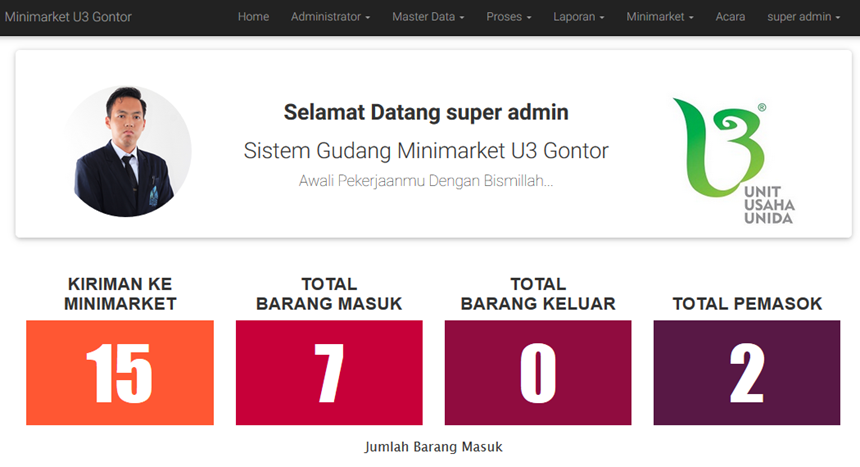 Minimarket U3 Gontor
Home Administrator Master Data Proses Laporan Minimarket Acara super admin
Selamat Datang super admin
Sistem Gudang Minimarket U3 Gontor
Awali Pekerjaanmu Dengan Bismillah...
U3®
UNIT
USAHA
UNIDA
KIRIMAN KE
MINIMARKET
15
TOTAL
BARANG MASUK
7
TOTAL
BARANG KELUAR
0
TOTAL PEMASOK
2
Jumlah Barang Masuk